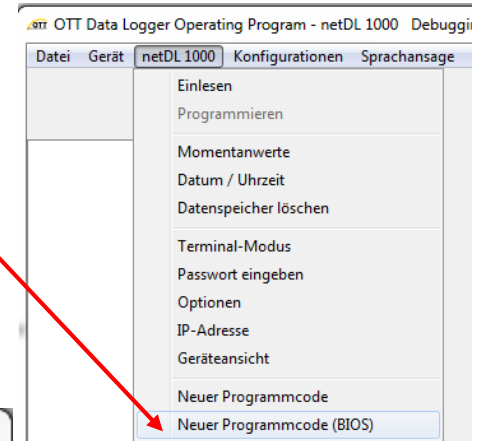 OTT OTT Data Logger Operating Program - netDL 1000 Debuggi
Datei Gerät netDL 1000 Konfigurationen Sprachansage
Einlesen
Programmieren
Momentanwerte
Datum / Uhrzeit
Datenspeicher löschen
Terminal-Modus
Passwort eingeben
Optionen
IP-Adresse
Geräteansicht
Neuer Programmcode
Neuer Programmcode (BIOS)